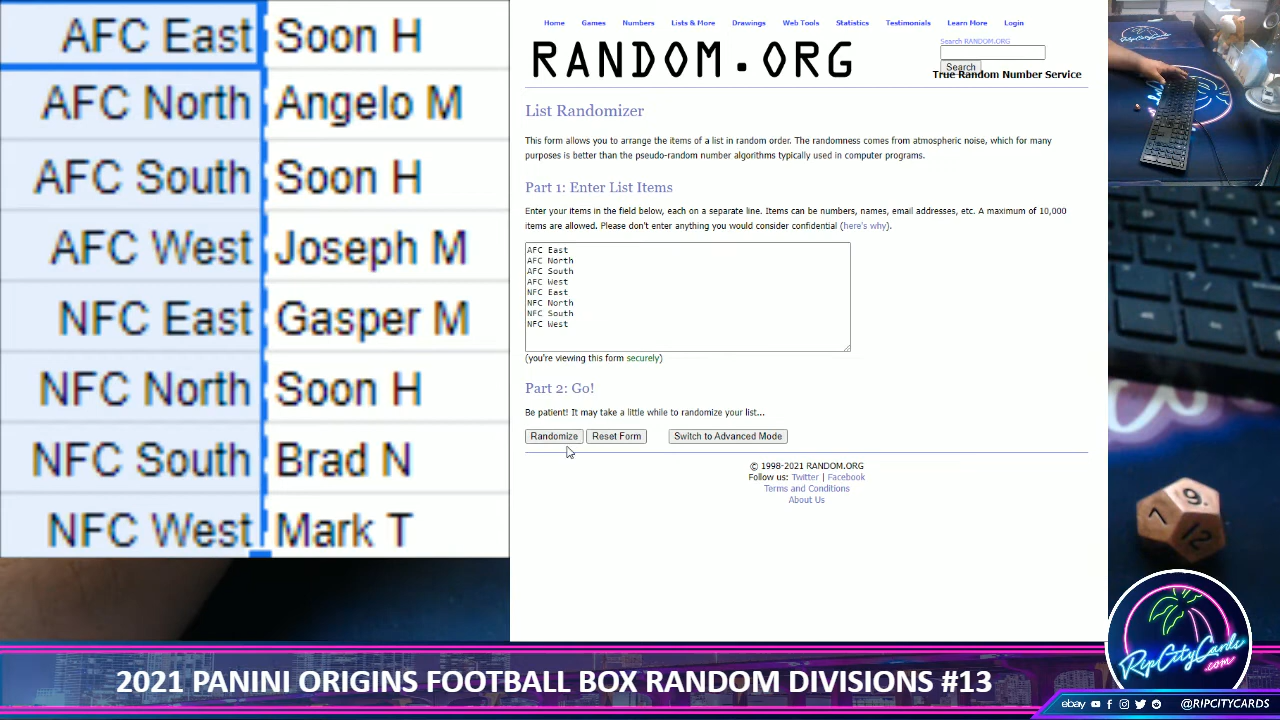 AFC East Soon H
AFC North Angelo M
AFC South Soon H
AFC West Joseph M
NFC East Gasper M
NFC North Soon H
NFC South Brad N
NFC West Mark T
Home Games Numbers Lists & More Drawings Web Tools Statistics Testimonials Learn More Login
RANDOM.ORG
Search RANDOM.ORG
Search
True Random Number Service
List Randomizer
This form allows you to arrange the items of a list in random order. The randomness comes from atmospheric noise, which for many
purposes is better than the pseudo-random number algorithms typically used in computer programs.
Part 1: Enter List Items
Enter your items in the field below, each on a separate line. Items can be numbers, names, email addresses, etc. A maximum of 10,000
items are allowed. Please don't enter anything you would consider confidential (here's why).
AFC East
AFC North
AFC South
AFC West
NFC East
NFC North
NFC South
NFC West
(you're viewing this form securely)
Part 2: Go!
Be patient! It may take a little while to randomize your list...
Randomize Reset Form Switch to Advanced Mode
© 1998-2021 RANDOM.ORG
Follow us: Twitter | Facebook
Terms and Conditions
About Us
7 9. 12
RipCityCards
.com
2021 PANINI ORIGINS FOOTBALL BOX RANDOM DIVISIONS #13
ebay @RIPCITYCARDS